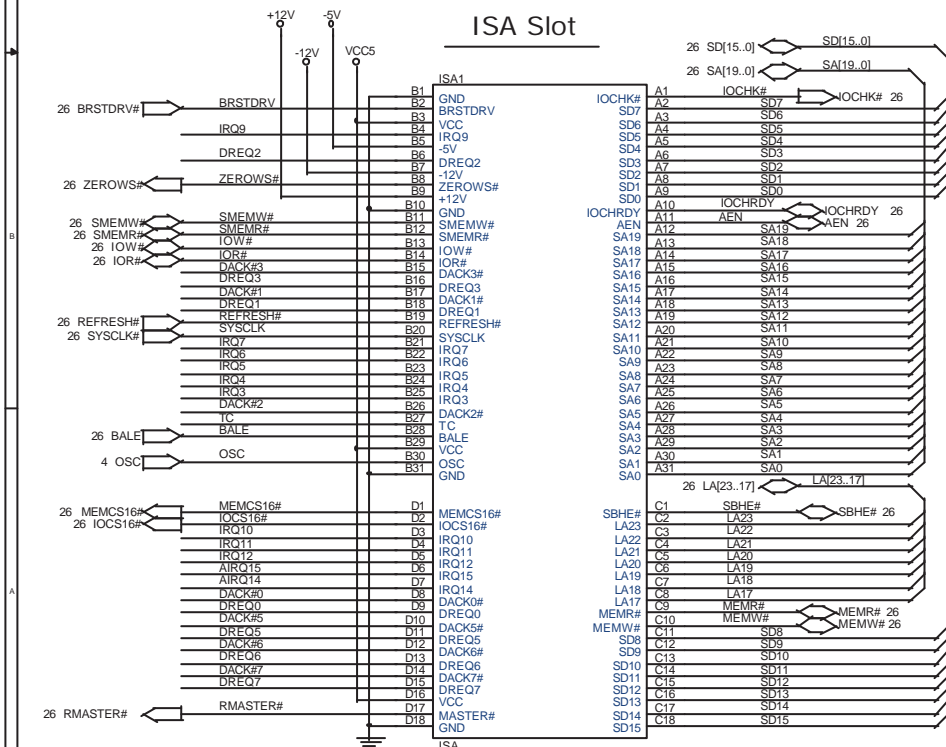 ISA Slot
+12V
-5V
-12V
VCC5
26 SD[15..0] SD[15..0]
26 SA[19..0] SA[19..0]
ISA1
26 BRSTDRV# BRSTDRV B1 GND
B2 BRSTDRV
B3 VCC
IRQ9 B4 IRQ9
B5 -5V
DREQ2 B6 DREQ2
B7 -12V
26 ZEROWS# ZEROWS# B8 ZEROWS#
B9 +12V
B10 GND
26 SMEMW# SMEMW# B11 SMEMW#
26 SMEMR# SMEMR# B12 SMEMR#
26 IOW# IOW# B13 IOW#
26 IOR# IOR# B14 IOR#
DACK#3 B15 DACK3#
DREQ3 B16 DREQ3
DACK#1 B17 DACK1#
DREQ1 B18 DREQ1
26 REFRESH# REFRESH# B19 REFRESH#
26 SYSCLK# SYSCLK B20 SYSCLK
IRQ7 B21 IRQ7
IRQ6 B22 IRQ6
IRQ5 B23 IRQ5
IRQ4 B24 IRQ4
IRQ3 B25 IRQ3
DACK#2 B26 DACK2#
TC B27 TC
26 BALE BALE B28 BALE
B29 VCC
4 OSC OSC B30 OSC
B31 GND
IOCHK# A1 IOCHK# IOCHK# 26
SD7 A2 SD7
SD6 A3 SD6
SD5 A4 SD5
SD4 A5 SD4
SD3 A6 SD3
SD2 A7 SD2
SD1 A8 SD1
SD0 A9 SD0
IOCHRDY A10 IOCHRDY IOCHRDY 26
AEN A11 AEN AEN 26
SA19 A12 SA19
SA18 A13 SA18
SA17 A14 SA17
SA16 A15 SA16
SA15 A16 SA15
SA14 A17 SA14
SA13 A18 SA13
SA12 A19 SA12
SA11 A20 SA11
SA10 A21 SA10
SA9 A22 SA9
SA8 A23 SA8
SA7 A24 SA7
SA6 A25 SA6
SA5 A26 SA5
SA4 A27 SA4
SA3 A28 SA3
SA2 A29 SA2
SA1 A30 SA1
SA0 A31 SA0
26 LA[23..17] LA[23..17]
26 MEMCS16# MEMCS16# D1 MEMCS16#
26 IOCS16# IOCS16# D2 IOCS16#
IRQ10 D3 IRQ10
IRQ11 D4 IRQ11
IRQ12 D5 IRQ12
AIRQ15 D6 IRQ15
AIRQ14 D7 IRQ14
DACK#0 D8 DACK0#
DREQ0 D9 DREQ0
DACK#5 D10 DACK5#
DREQ5 D11 DREQ5
DACK#6 D12 DACK6#
DREQ6 D13 DREQ6
DACK#7 D14 DACK7#
DREQ7 D15 DREQ7
D16 VCC
26 RMASTER# RMASTER# D17 MASTER#
D18 GND
SBHE# C1 SBHE# SBHE# 26
LA23 C2 LA23
LA22 C3 LA22
LA21 C4 LA21
LA20 C5 LA20
LA19 C6 LA19
LA18 C7 LA18
LA17 C8 LA17
MEMR# C9 MEMR# MEMR# 26
MEMW# C10 MEMW# MEMW# 26
SD8 C11 SD8
SD9 C12 SD9
SD10 C13 SD10
SD11 C14 SD11
SD12 C15 SD12
SD13 C16 SD13
SD14 C17 SD14
SD15 C18 SD15
ISA
B
A